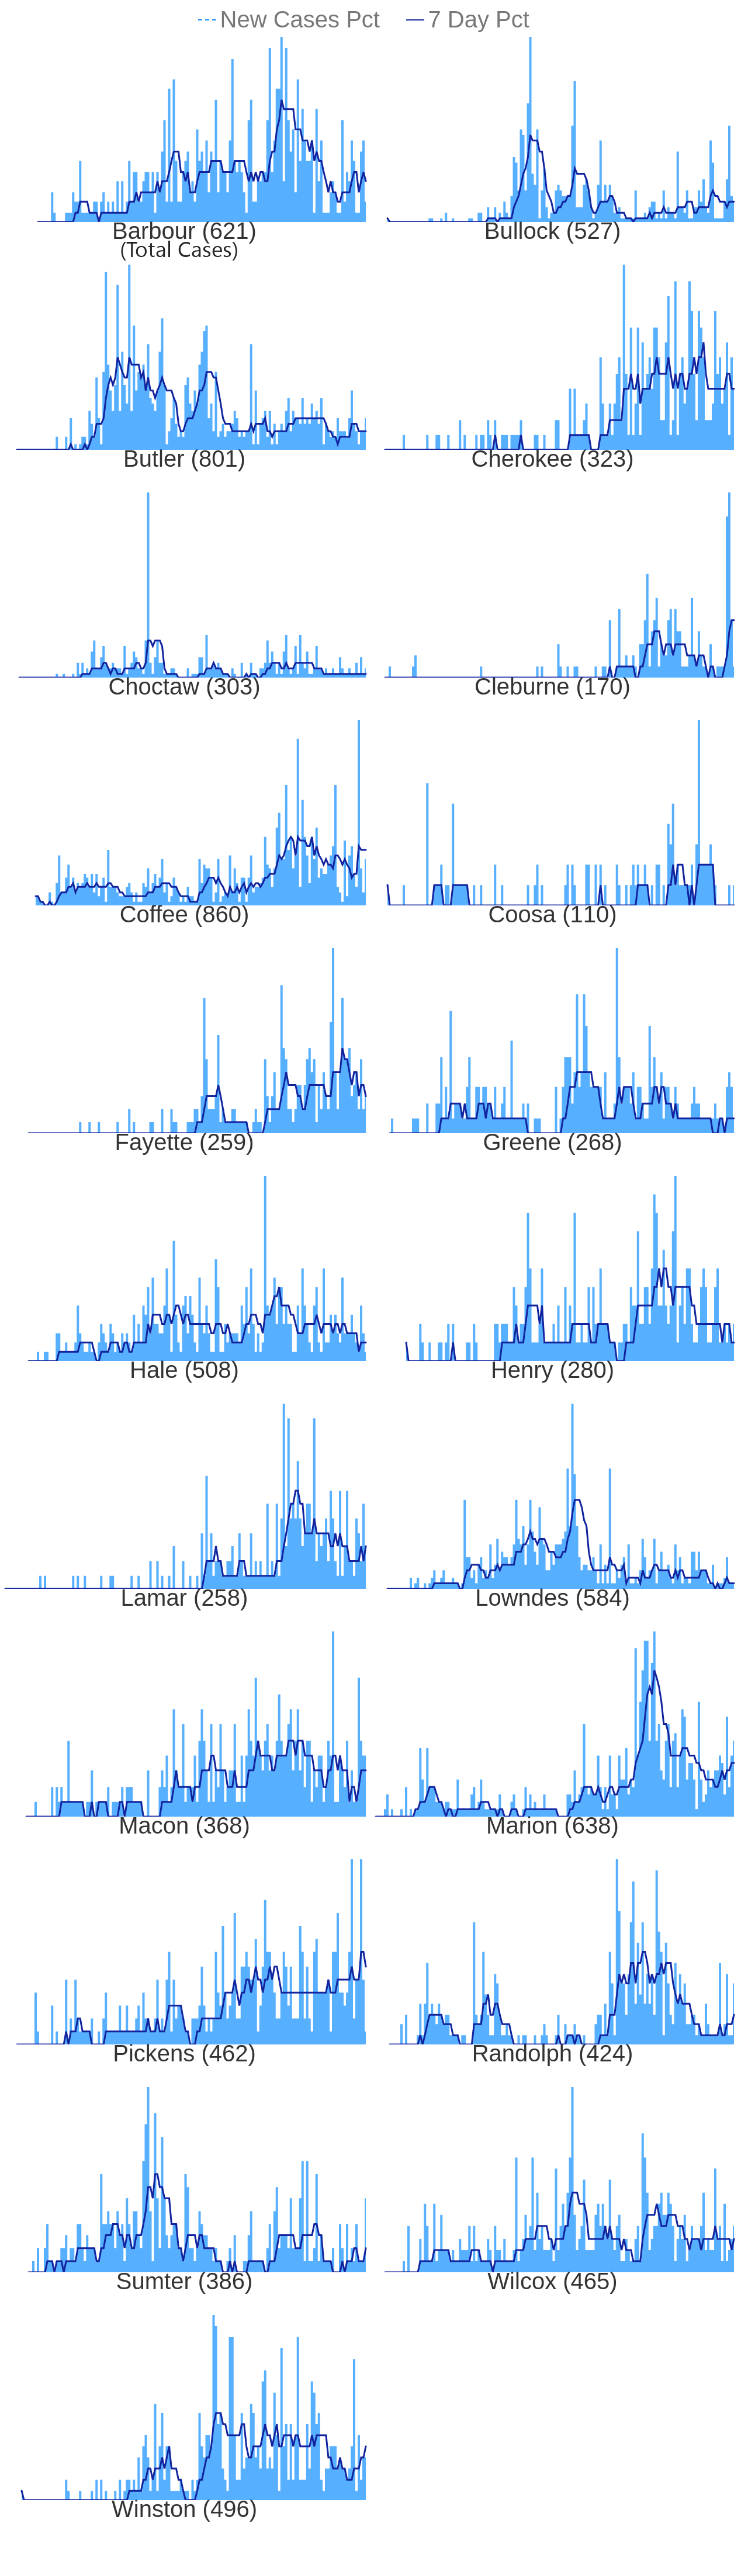 New Cases Pct 7 Day Pct
Barbour (621) Bullock (527)
(Total Cases)
Butler (801) Cherokee (323)
Choctaw (303) Cleburne (170)
Coffee (860) Coosa (110)
Fayette (259) Greene (268)
Hale (508) Henry (280)
Lamar (258) Lowndes (584)
Macon (368) Marion (638)
Pickens (462) Randolph (424)
Sumter (386) Wilcox (465)
Winston (496)